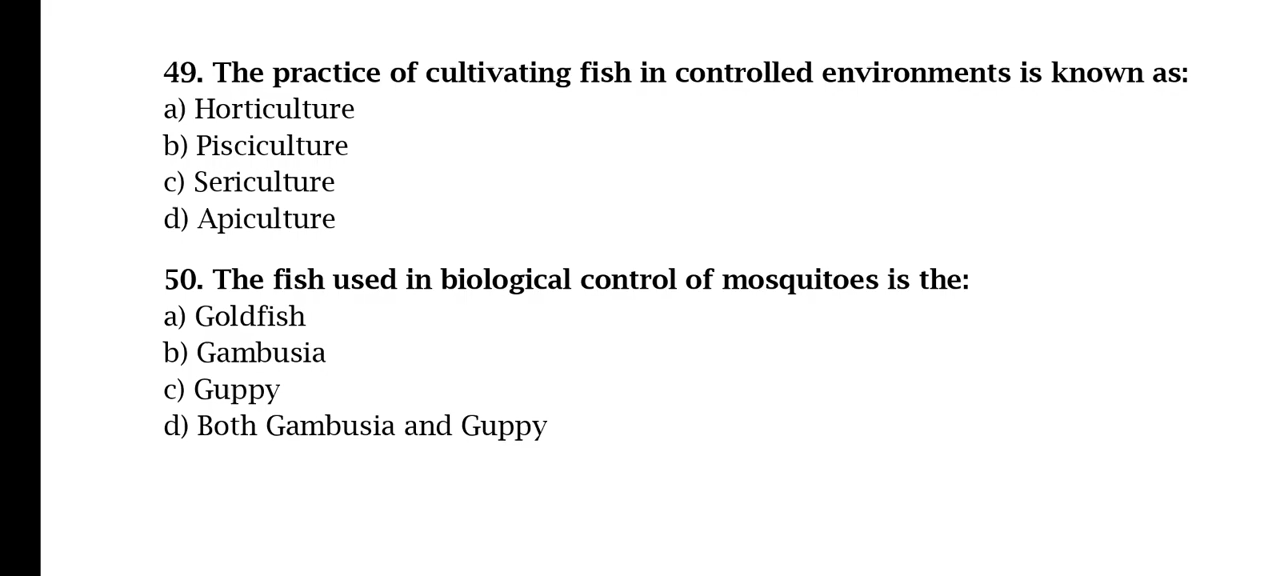 49. The practice of cultivating fish in controlled environments is known as:
a) Horticulture
b) Pisciculture
c) Sericulture
d) Apiculture
50. The fish used in biological control of mosquitoes is the:
a) Goldfish
b) Gambusia
c) Guppy
d) Both Gambusia and Guppy